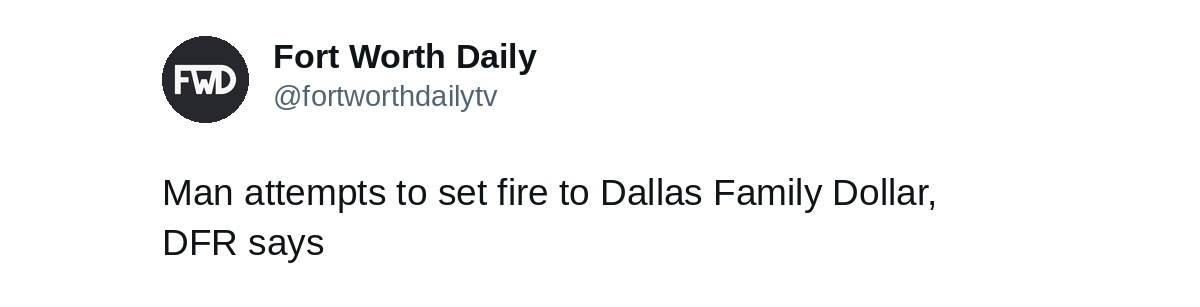 FWD
Fort Worth Daily
@fortworthdailytv
Man attempts to set fire to Dallas Family Dollar,
DFR says